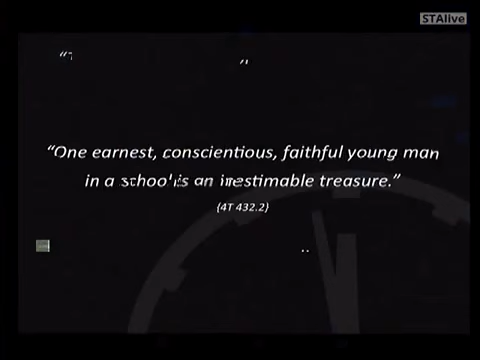 STAlive
“One earnest, conscientious, faithful young man
in a school is an inestimable treasure.”
(4T 432.2)